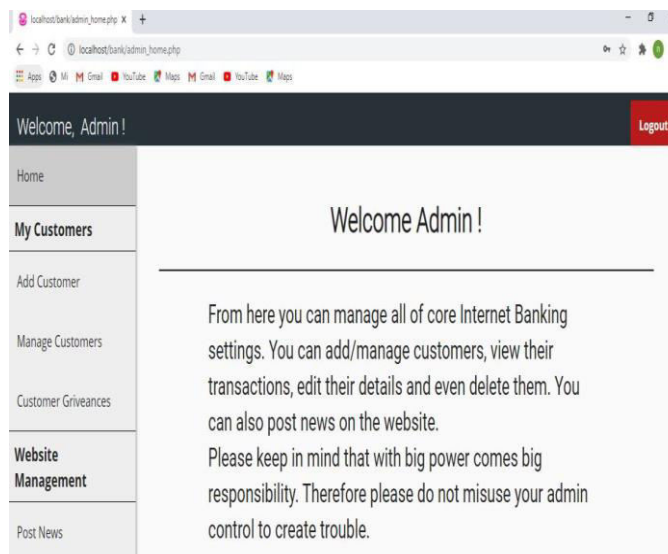 localhost/bank/admin_home.php
localhost/bank/admin_home.php
Apps Mi Gmail YouTube Maps Gmail YouTube Maps
Welcome, Admin !
Logout
Home
My Customers
Add Customer
Manage Customers
Customer Griveances
Website
Management
Post News
Welcome Admin !
From here you can manage all of core Internet Banking
settings. You can add/manage customers, view their
transactions, edit their details and even delete them. You
can also post news on the website.
Please keep in mind that with big power comes big
responsibility. Therefore please do not misuse your admin
control to create trouble.